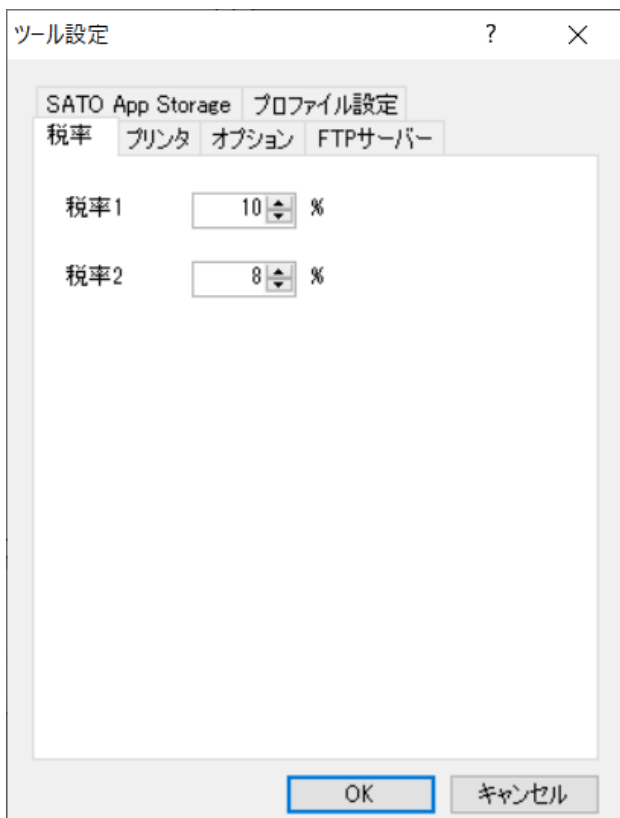 ツール設定 ?
SATO App Storage プロファイル設定
税率 プリンタ オプション FTPサーバー
税率1 10 %
税率2 8 %
OK キャンセル